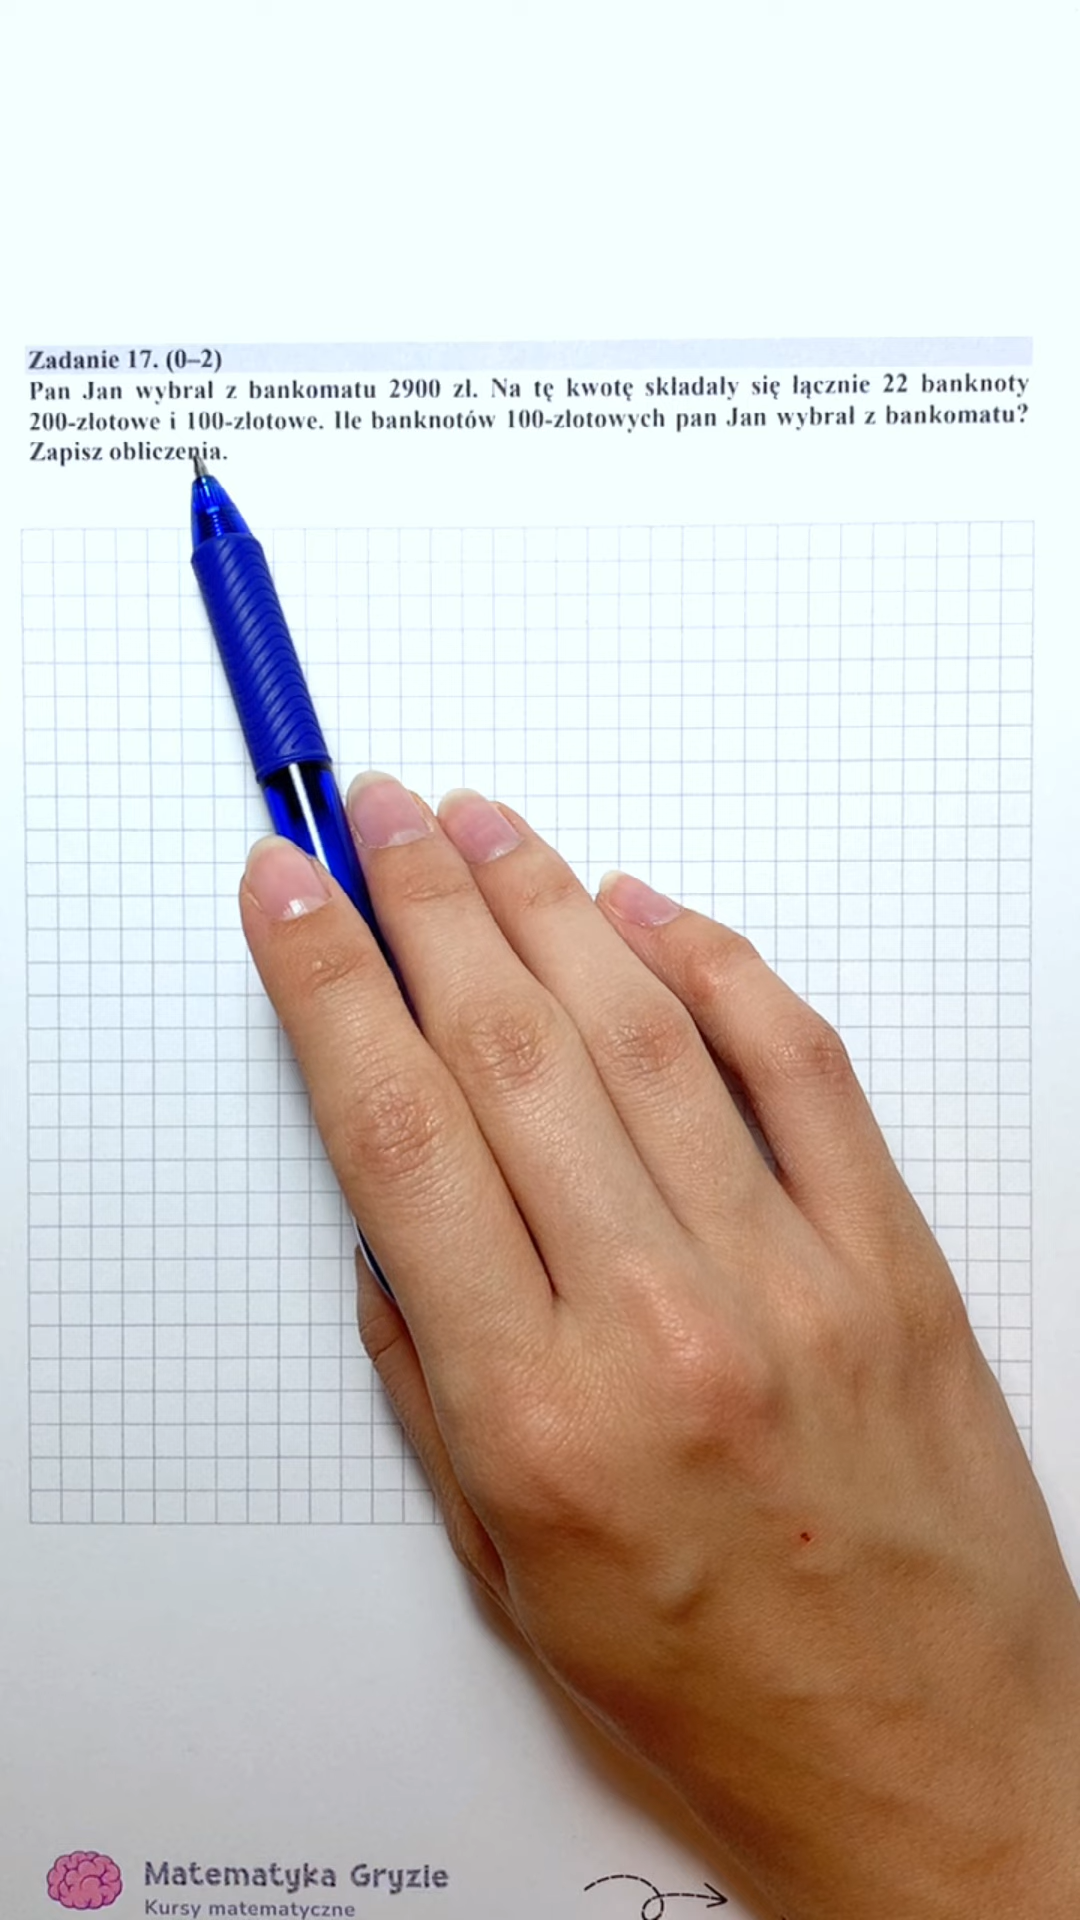 Zadanie 17. (0–2)
Pan Jan wybrał z bankomatu 2900 zł. Na tę kwotę składały się łącznie 22 banknoty
200-złotowe i 100-złotowe. Ile banknotów 100-złotowych pan Jan wybrał z bankomatu?
Zapisz obliczenia.
Matematyka Gryzie
Kursy matematyczne